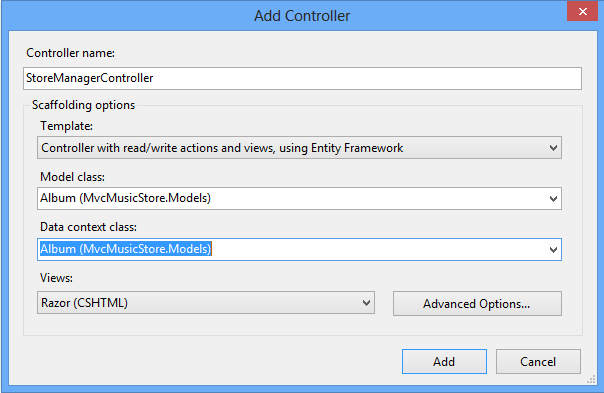 Add Controller
Controller name:
StoreManagerController
Scaffolding options
Template:
Controller with read/write actions and views, using Entity Framework
Model class:
Album (MvcMusicStore.Models)
Data context class:
Album (MvcMusicStore.Models)
Views:
Razor (CSHTML)
Advanced Options...
Add
Cancel